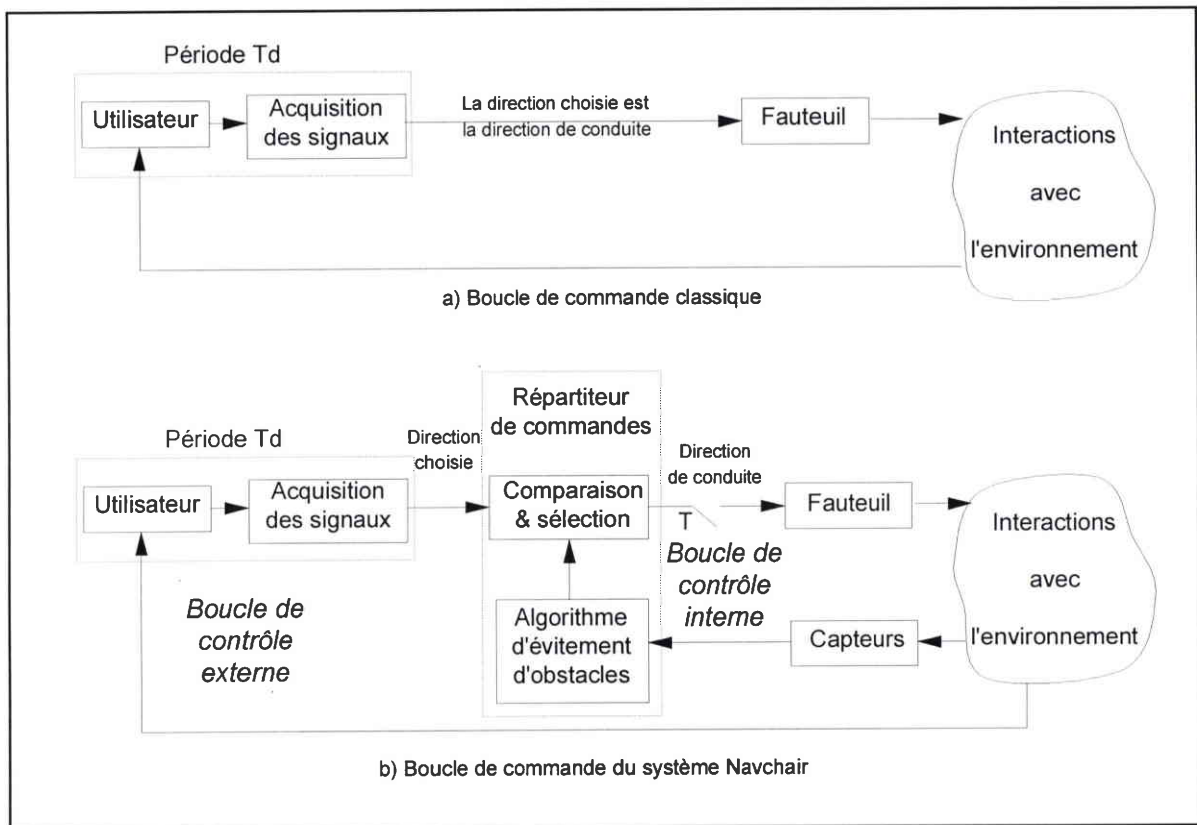 Période Td
Utilisateur
Acquisition
des signaux
La direction choisie est
la direction de conduite
Fauteuil
Interactions
avec
l'environnement
a) Boucle de commande classique
Répartiteur
de commandes
Période Td
Direction
choisie
Direction
de conduite
Utilisateur
Acquisition
des signaux
Comparaison
& sélection
T
Fauteuil
Interactions
avec
l'environnement
Boucle de
contrôle
interne
Boucle de
contrôle
externe
Algorithme
d'évitement
d'obstacles
Capteurs
b) Boucle de commande du système Navchair